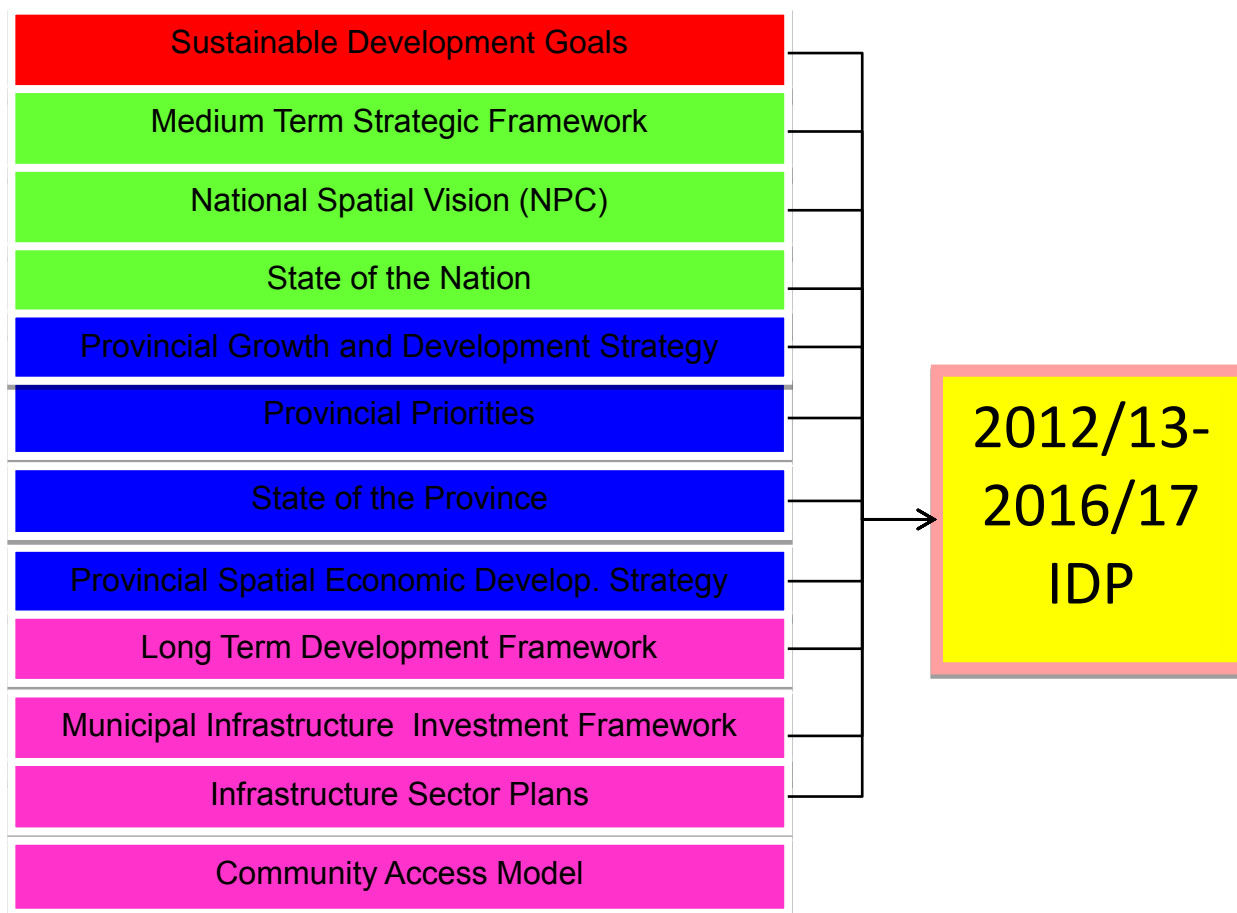 Sustainable Development Goals
Medium Term Strategic Framework
National Spatial Vision (NPC)
State of the Nation
Provincial Growth and Development Strategy
Provincial Priorities
State of the Province
Provincial Spatial Economic Develop. Strategy
Long Term Development Framework
Municipal Infrastructure  Investment Framework
Infrastructure Sector Plans
Community Access Model
2012/13-
2016/17
IDP